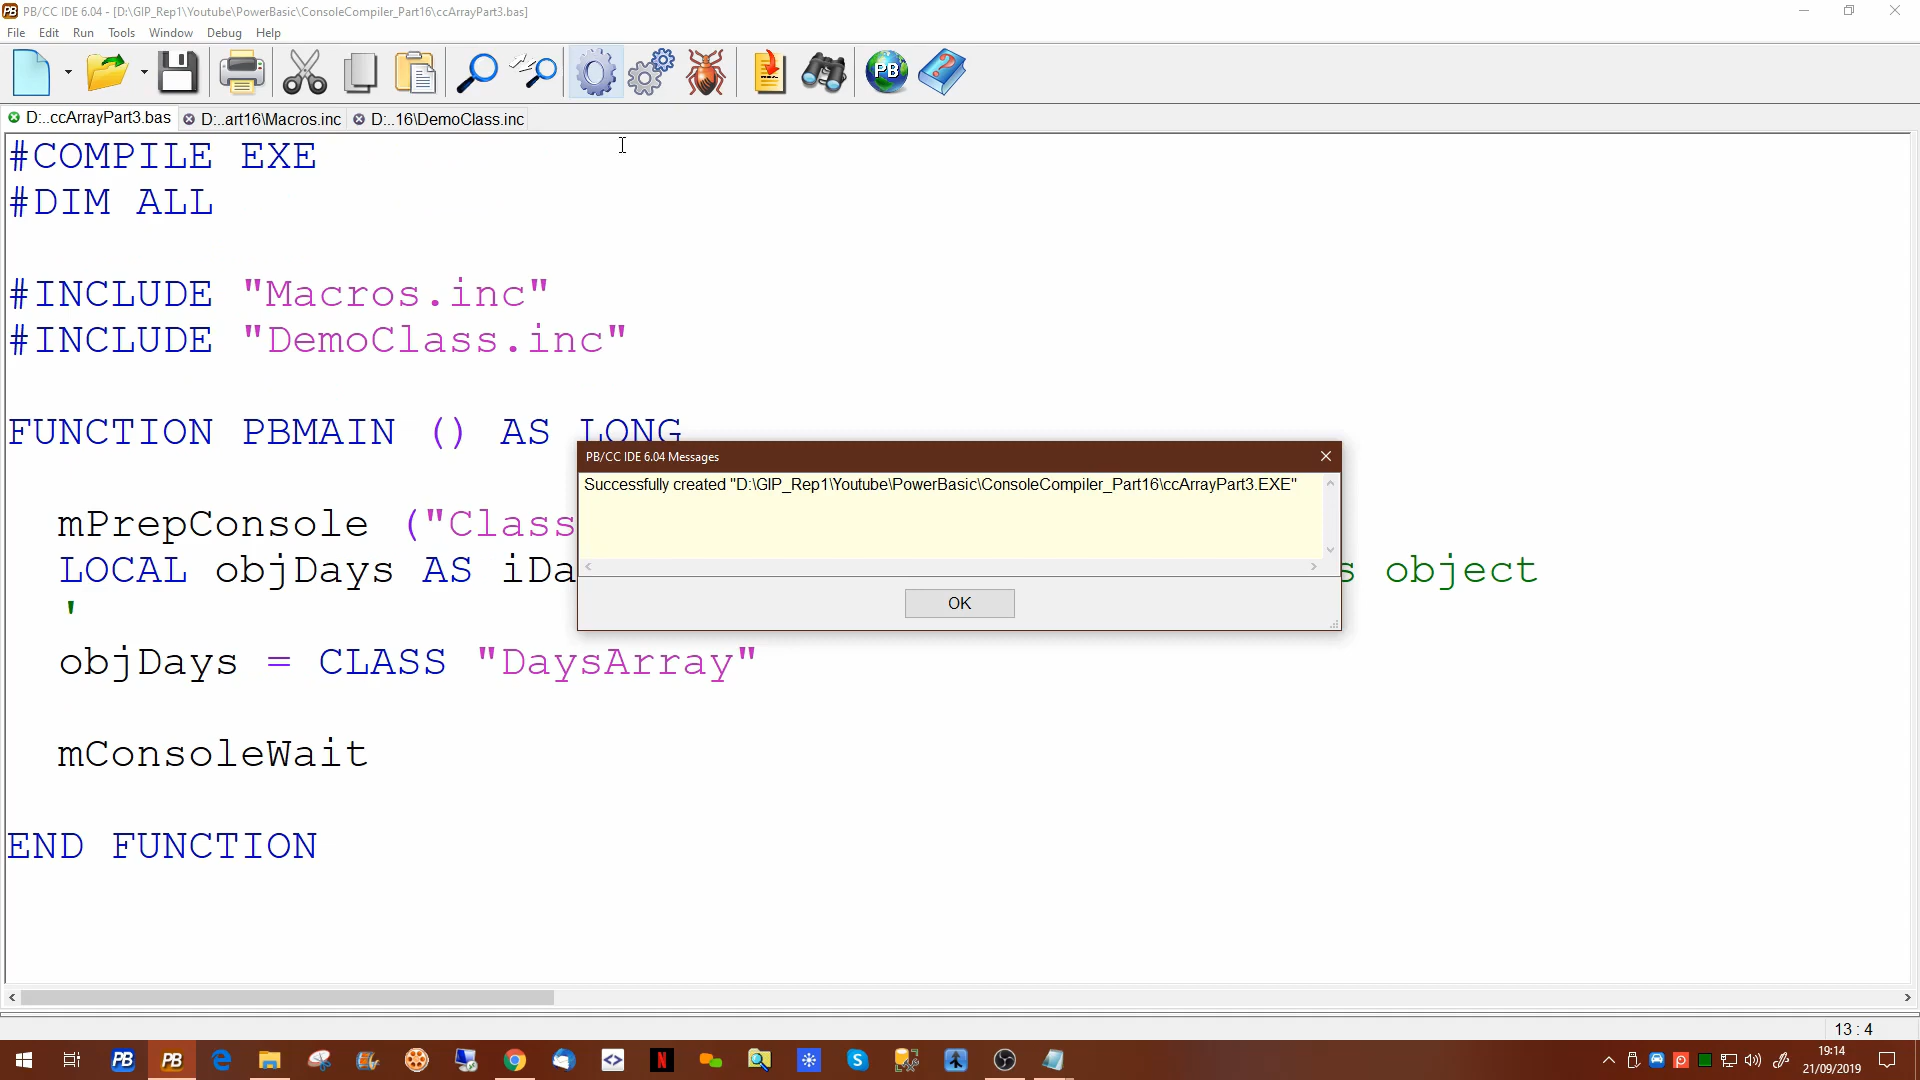 PB/CC IDE 6.04 - [D:\GIP_Rep1\Youtube\PowerBasic\ConsoleCompiler_Part16\ccArrayPart3.bas]
File Edit Run Tools Window Debug Help
D:..ccArrayPart3.bas D:..art16\Macros.inc D:..16\DemoClass.inc
#COMPILE EXE
#DIM ALL
#INCLUDE "Macros.inc"
#INCLUDE "DemoClass.inc"
FUNCTION PBMAIN () AS LONG
PB/CC IDE 6.04 Messages
Successfully created "D:\GIP_Rep1\Youtube\PowerBasic\ConsoleCompiler_Part16\ccArrayPart3.EXE"
OK
mPrepConsole ("Class
LOCAL objDays AS iDa s object
'
objDays = CLASS "DaysArray"
mConsoleWait
END FUNCTION
13 : 4
19:14
21/09/2019